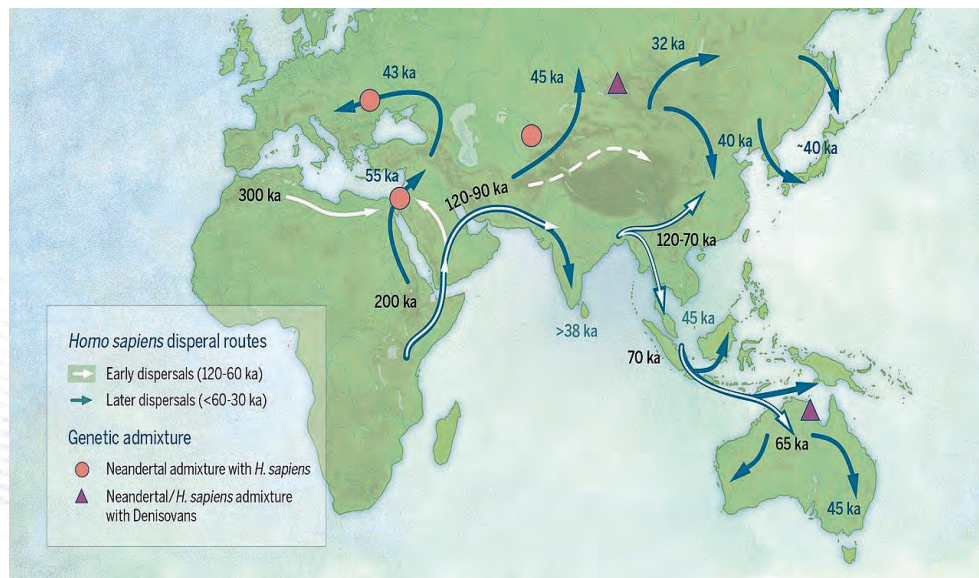 32 ka
43 ka
45 ka
40 ka
~40 ka
55 ka
300 ka
120-90 ka
120-70 ka
200 ka
>38 ka
45 ka
70 ka
65 ka
45 ka
Homo sapiens disperal routes
Early dispersals (120-60 ka)
Later dispersals (<60-30 ka)
Genetic admixture
Neandertal admixture with H. sapiens
Neandertal/H. sapiens admixture
with Denisovans